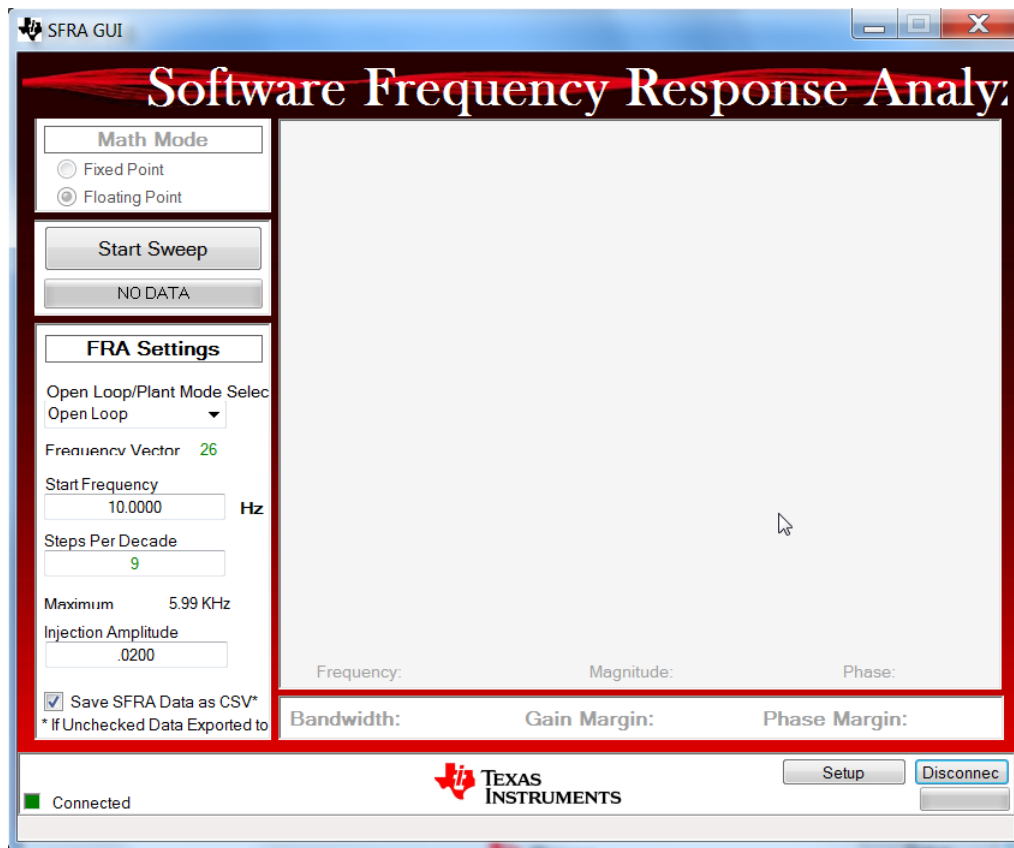 SFRA GUI
Software Frequency Response Analyz
Math Mode
Fixed Point
Floating Point
Start Sweep
NO DATA
FRA Settings
Open Loop/Plant Mode Selec
Open Loop
Frequency Vector 26
Start Frequency
10.0000 Hz
Steps Per Decade
9
Maximum 5.99 KHz
Injection Amplitude
.0200
Save SFRA Data as CSV*
* If Unchecked Data Exported to
Frequency: Magnitude: Phase:
Bandwidth: Gain Margin: Phase Margin:
Connected
TEXAS
INSTRUMENTS
Setup
Disconnec